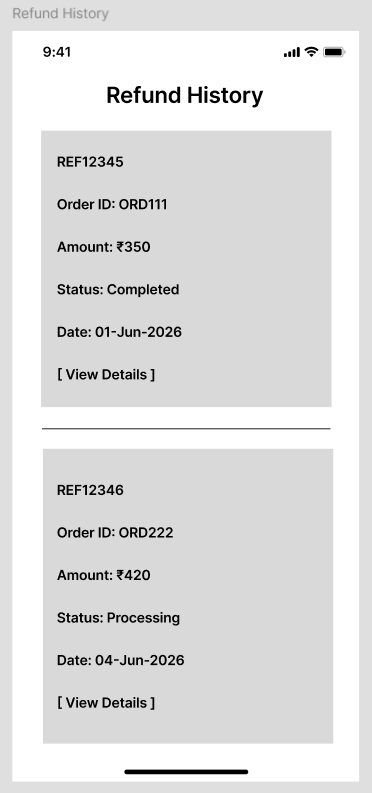 Refund History
9:41
Refund History
REF12345
Order ID: ORD111
Amount: ₹350
Status: Completed
Date: 01-Jun-2026
[ View Details ]
REF12346
Order ID: ORD222
Amount: ₹420
Status: Processing
Date: 04-Jun-2026
[ View Details ]